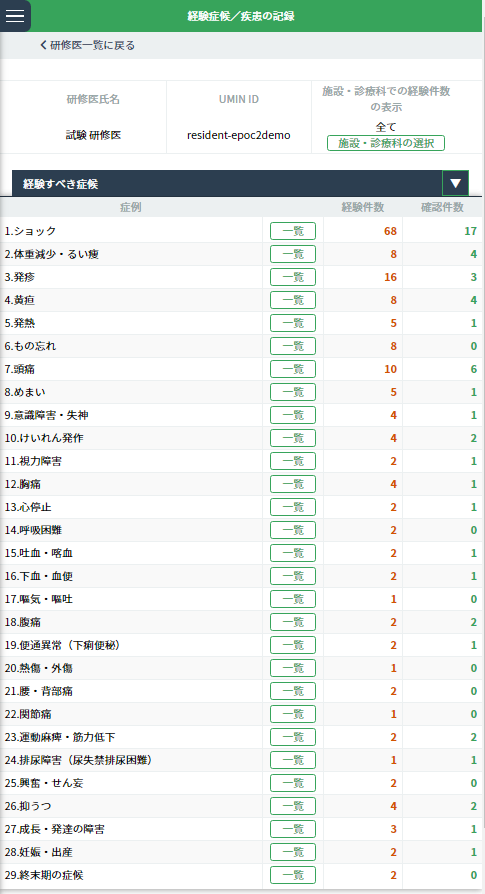 経験症候／疾患の記録
研修医一覧に戻る
研修医氏名 UMIN ID 施設・診療科での経験件数
の表示
試験 研修医 resident-epoc2demo 全て
施設・診療科の選択
経験すべき症候 ▼
症例 経験件数 確認件数
1.ショック 一覧 68 17
2.体重減少・るい痩 一覧 8 4
3.発疹 一覧 16 3
4.黄疸 一覧 8 4
5.発熱 一覧 5 1
6.もの忘れ 一覧 8 0
7.頭痛 一覧 10 6
8.めまい 一覧 5 1
9.意識障害・失神 一覧 4 1
10.けいれん発作 一覧 4 2
11.視力障害 一覧 2 1
12.胸痛 一覧 4 1
13.心停止 一覧 2 1
14.呼吸困難 一覧 2 0
15.吐血・喀血 一覧 2 1
16.下血・血便 一覧 2 1
17.嘔気・嘔吐 一覧 1 0
18.腹痛 一覧 2 2
19.便通異常（下痢便秘） 一覧 2 1
20.熱傷・外傷 一覧 1 0
21.腰・背部痛 一覧 2 0
22.関節痛 一覧 1 0
23.運動麻痺・筋力低下 一覧 2 2
24.排尿障害（尿失禁排尿困難） 一覧 1 1
25.興奮・せん妄 一覧 2 0
26.抑うつ 一覧 4 2
27.成長・発達の障害 一覧 3 1
28.妊娠・出産 一覧 2 1
29.終末期の症候 一覧 2 0